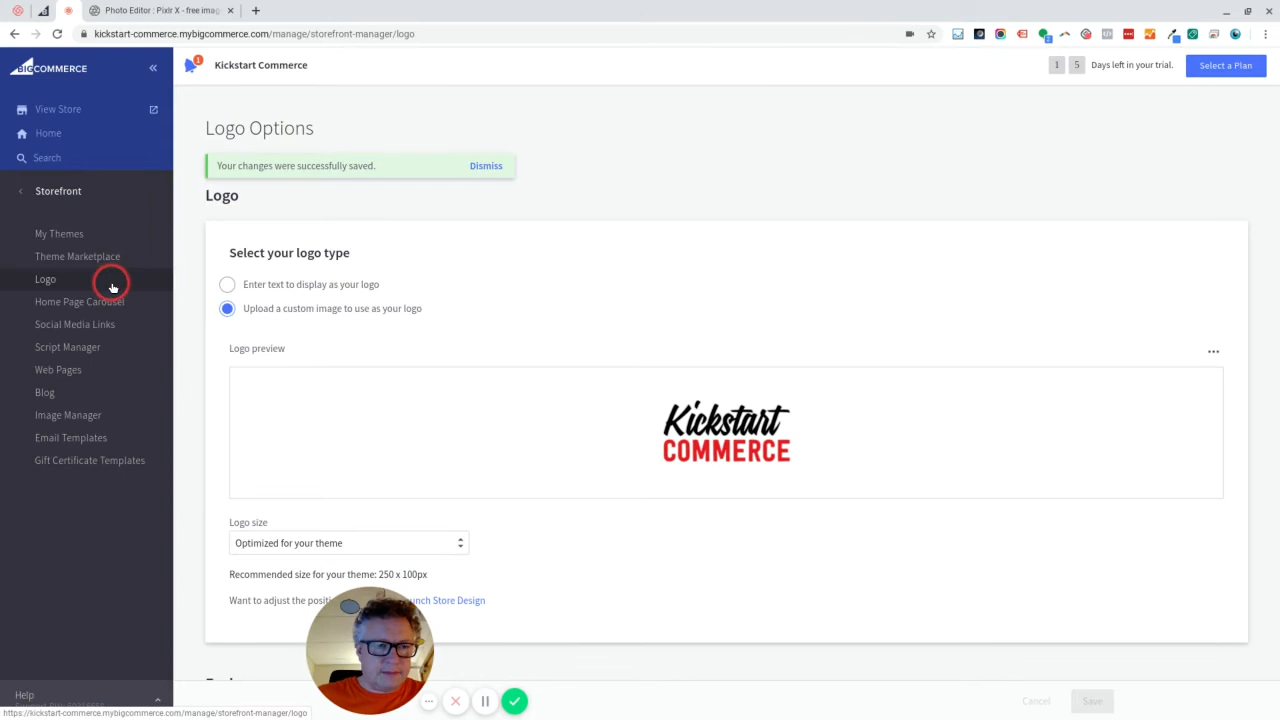 Photo Editor : Pixlr X - free imag
kickstart-commerce.mybigcommerce.com/manage/storefront-manager/logo
BIGCOMMERCE
1
Kickstart Commerce
1 5 Days left in your trial.
Select a Plan
View Store
Home
Search
Storefront
My Themes
Theme Marketplace
Logo
Home Page Carousel
Social Media Links
Script Manager
Web Pages
Blog
Image Manager
Email Templates
Gift Certificate Templates
Logo Options
Your changes were successfully saved.
Dismiss
Logo
Select your logo type
Enter text to display as your logo
Upload a custom image to use as your logo
Logo preview
Kickstart
COMMERCE
Logo size
Optimized for your theme
Recommended size for your theme: 250 x 100px
Want to adjust the Store Design
Help
Cancel
Save
https://kickstart-commerce.mybigcommerce.com/manage/storefront-manager/logo